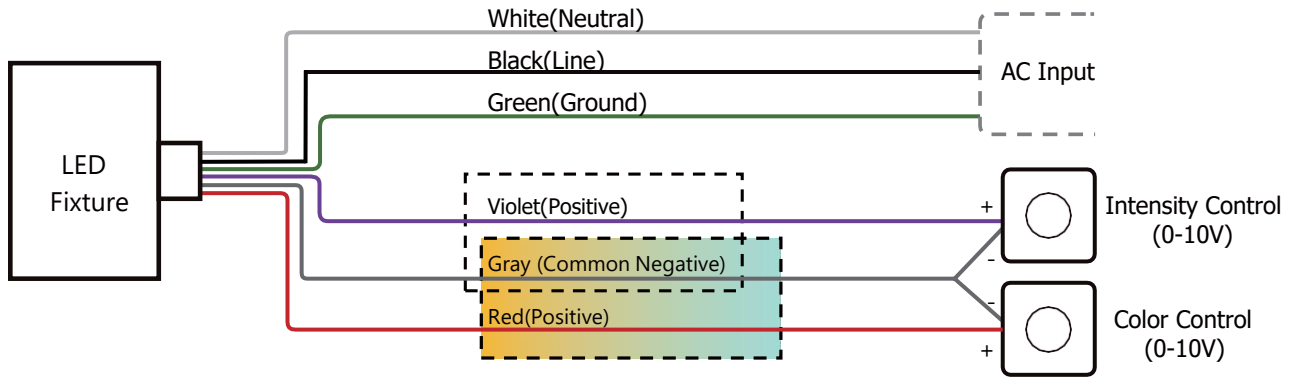 White(Neutral)
Black(Line)
AC Input
Green(Ground)
LED
Fixture
Violet(Positive)
+
Intensity Control
(0-10V)
Gray (Common Negative)
-
-
Red(Positive)
Color Control
(0-10V)
+